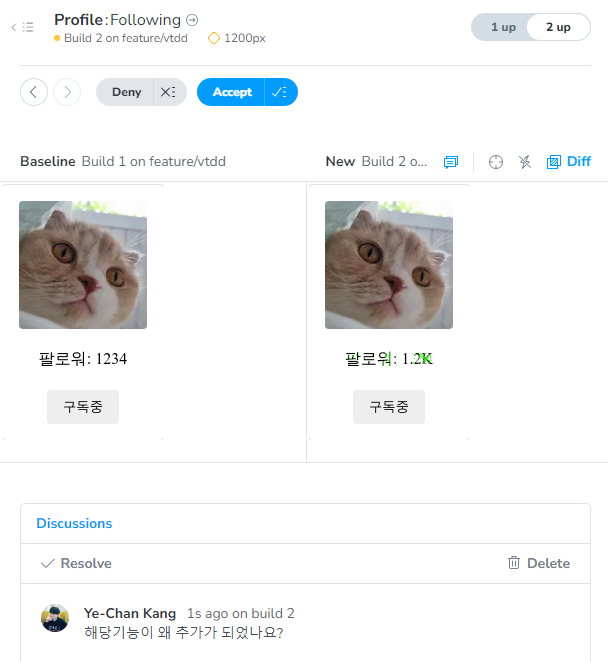 Profile: Following
Build 2 on feature/vtdd 1200px
1 up 2 up
Deny Accept
Baseline Build 1 on feature/vtdd
New Build 2 o... Diff
팔로워: 1234
팔로워: 1.2K
구독중
구독중
Discussions
Resolve Delete
Ye-Chan Kang 1s ago on build 2
해당기능이 왜 추가가 되었나요?